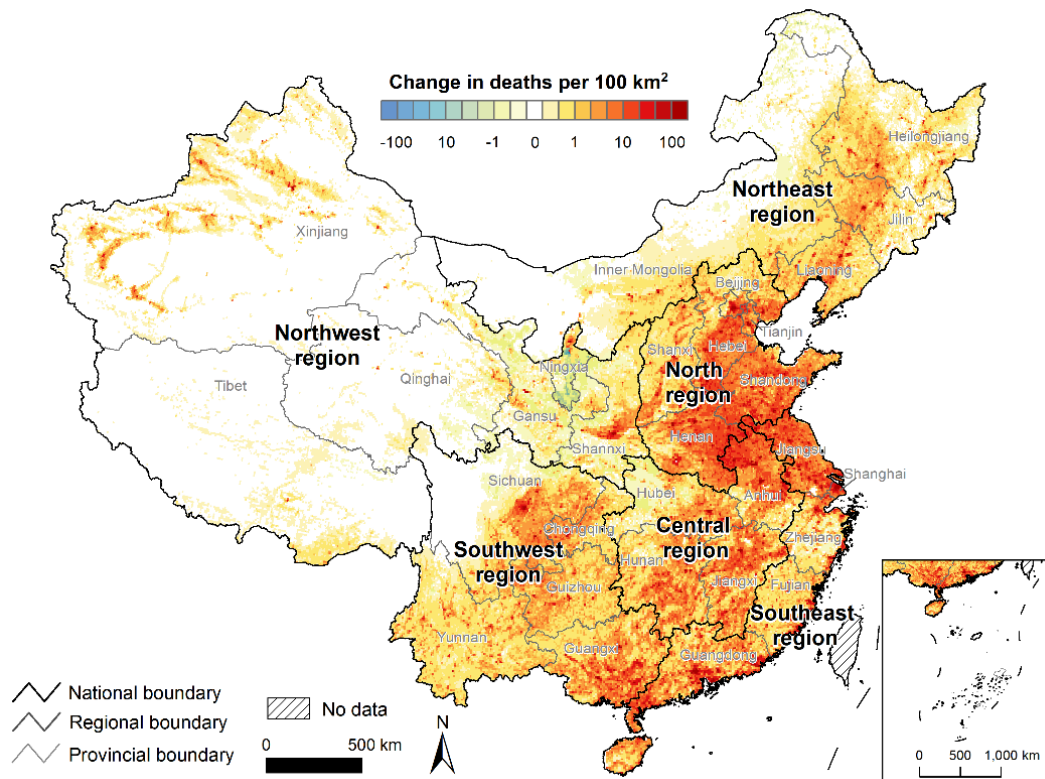 Change in deaths per 100 km²
-100 10 -1 0 1 10 100
Heilongjiang
Northeast
region
Jilin
Xinjiang
Liaoning
Inner Mongolia
Beijing
Tianjin
Northwest
region
Shanxi
Hebei
Ningxia
North
region
Shandong
Tibet
Qinghai
Gansu
Henan
Shannxi
Jiangsu
Shanghai
Sichuan
Hubei
Anhui
Chongqing
Central
region
Zhejiang
Southwest
region
Hunan
Guizhou
Jiangxi
Fujian
Southeast
region
Yunnan
Guangxi
Guangdong
National boundary
Regional boundary
Provincial boundary
No data
0 500 km
N
0 500 1,000 km